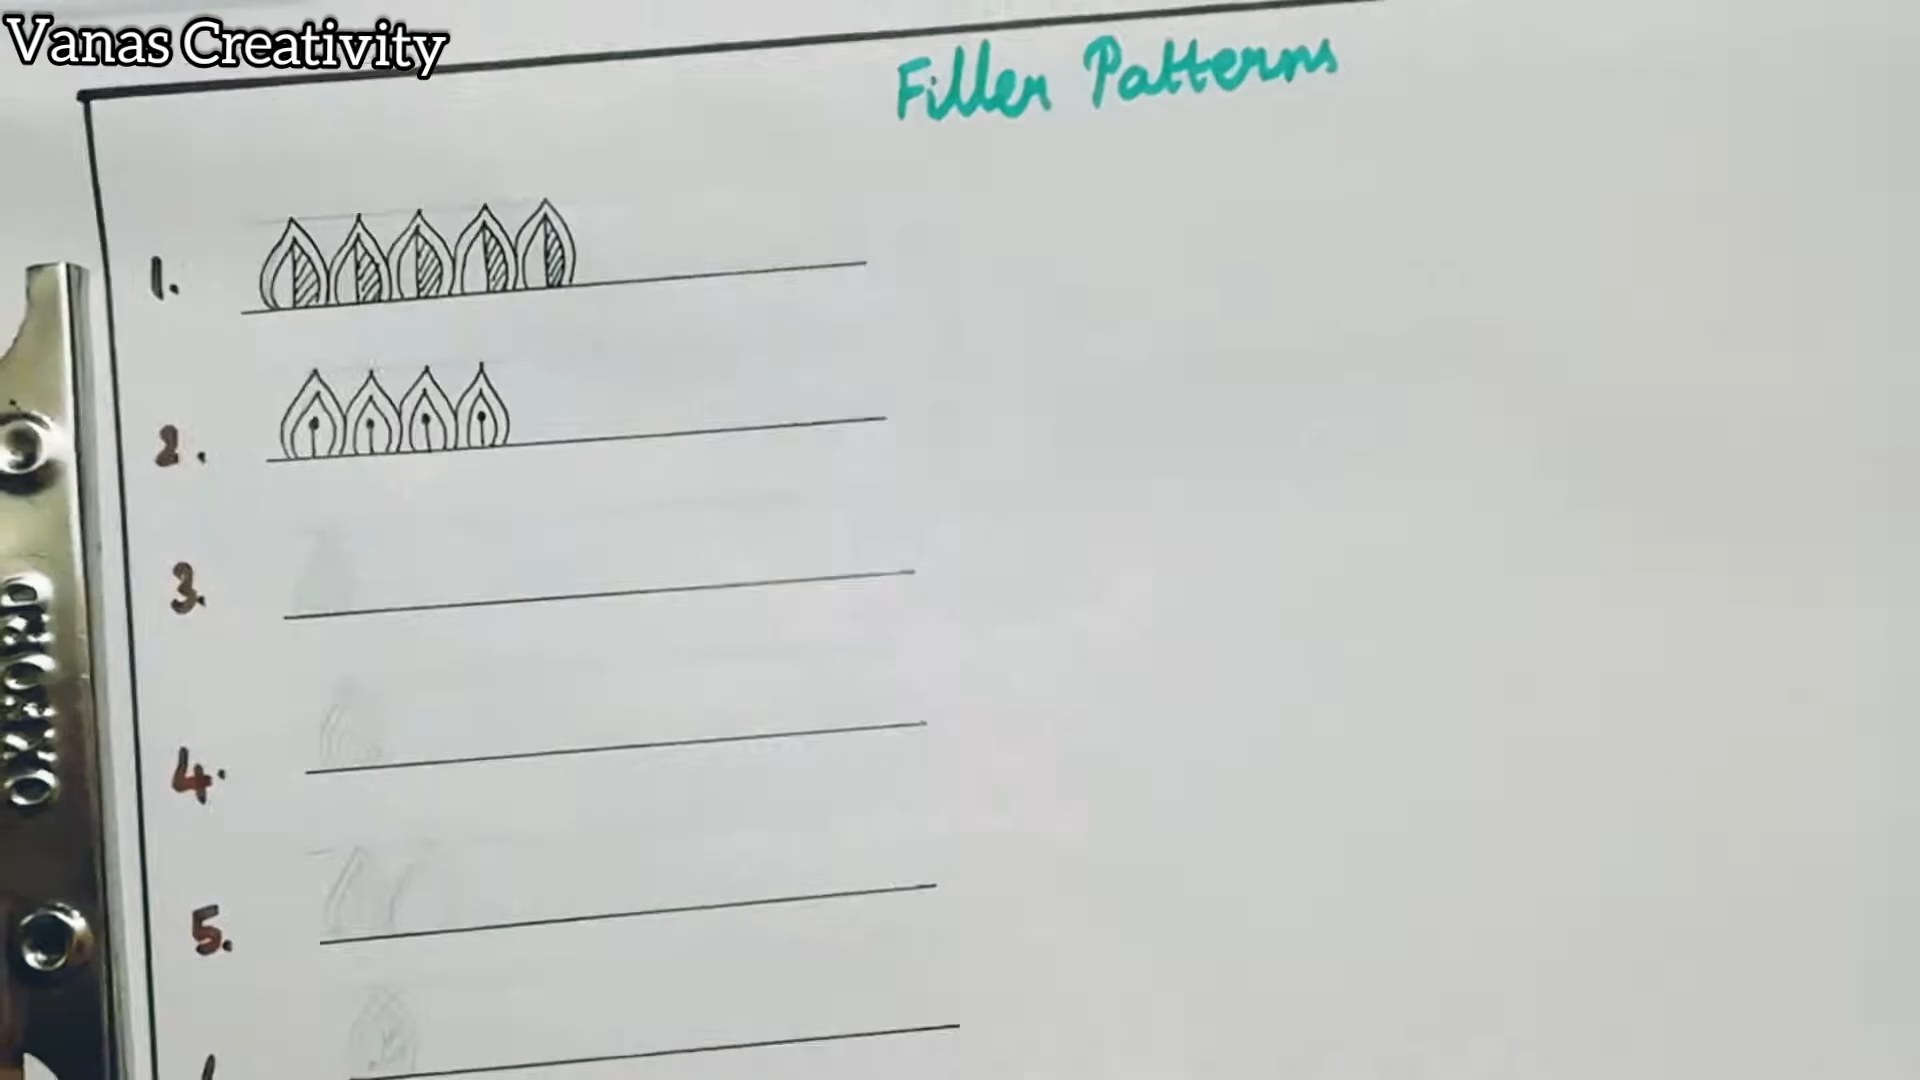 Vanas Creativity
Filler Patterns
1.
2.
3.
4.
5.
OXFORD